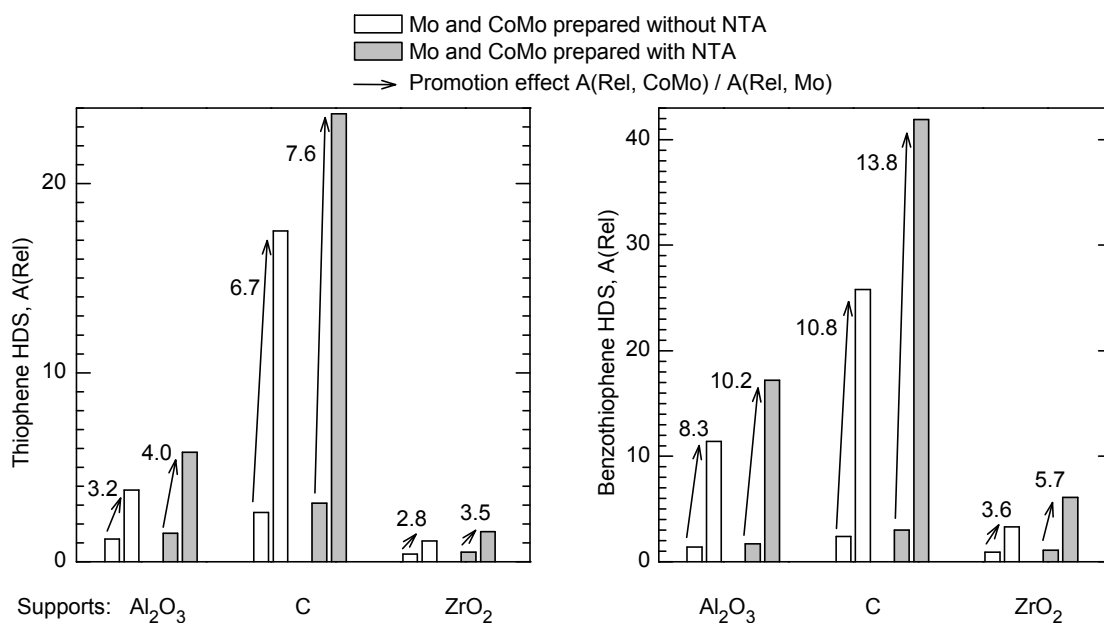 Mo and CoMo prepared without NTA
Mo and CoMo prepared with NTA
Promotion effect A(Rel, CoMo) / A(Rel, Mo)
Thiophene HDS, A(Rel)
20
10
0
3.2
4.0
6.7
7.6
2.8
3.5
Benzothiophene HDS, A(Rel)
40
30
20
10
0
8.3
10.2
10.8
13.8
3.6
5.7
Supports: Al₂O₃ C ZrO₂
Al₂O₃ C ZrO₂